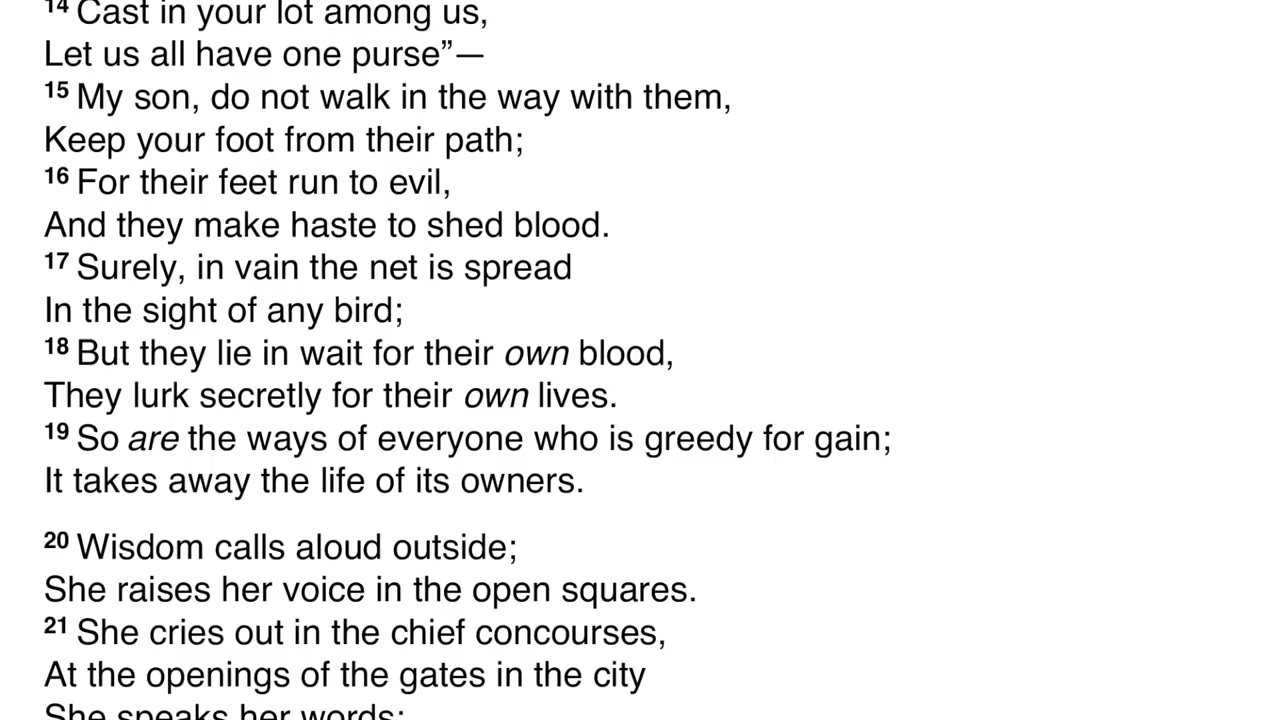 14 Cast in your lot among us,
Let us all have one purse”—
15 My son, do not walk in the way with them,
Keep your foot from their path;
16 For their feet run to evil,
And they make haste to shed blood.
17 Surely, in vain the net is spread
In the sight of any bird;
18 But they lie in wait for their own blood,
They lurk secretly for their own lives.
19 So are the ways of everyone who is greedy for gain;
It takes away the life of its owners.
20 Wisdom calls aloud outside;
She raises her voice in the open squares.
21 She cries out in the chief concourses,
At the openings of the gates in the city
She speaks her words: